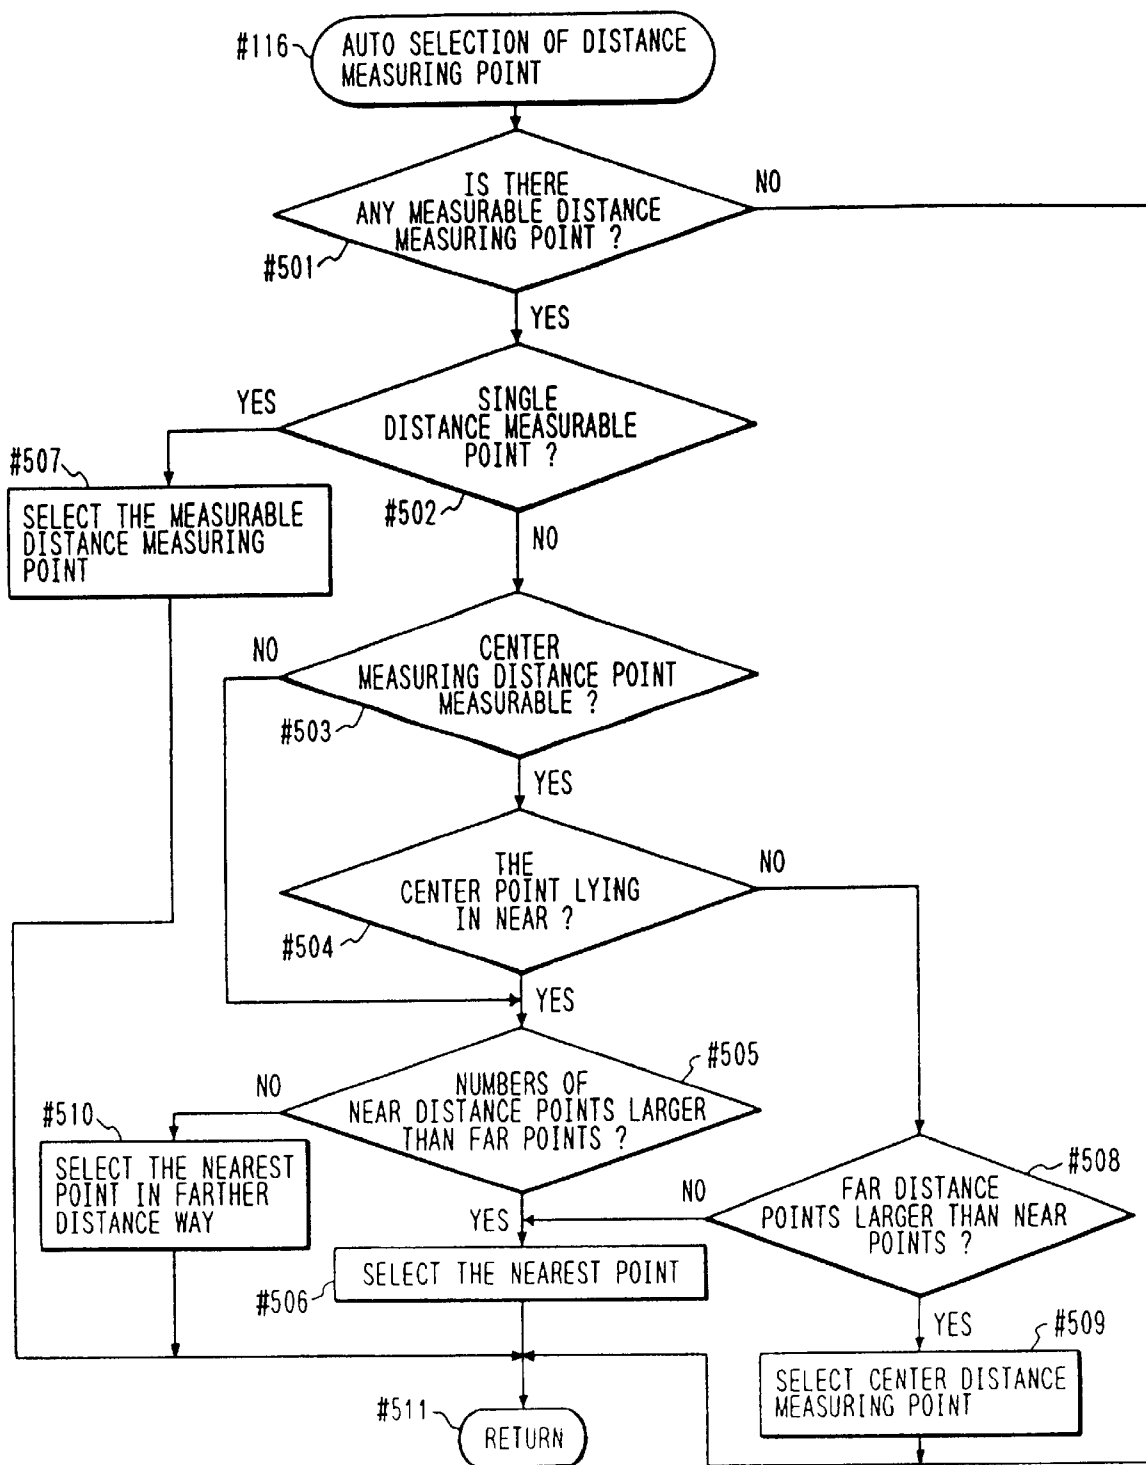 #116
AUTO SELECTION OF DISTANCE
MEASURING POINT
IS THERE
ANY MEASURABLE DISTANCE
MEASURING POINT ?
#501
NO
YES
SINGLE
DISTANCE MEASURABLE
POINT ?
#502
YES
NO
#507
SELECT THE MEASURABLE
DISTANCE MEASURING
POINT
CENTER
MEASURING DISTANCE POINT
MEASURABLE ?
#503
NO
YES
THE
CENTER POINT LYING
IN NEAR ?
#504
NO
YES
#505
NUMBERS OF
NEAR DISTANCE POINTS LARGER
THAN FAR POINTS ?
NO
YES
#510
SELECT THE NEAREST
POINT IN FARTHER
DISTANCE WAY
#508
FAR DISTANCE
POINTS LARGER THAN NEAR
POINTS ?
NO
YES
SELECT THE NEAREST POINT
#506
#509
SELECT CENTER DISTANCE
MEASURING POINT
#511
RETURN